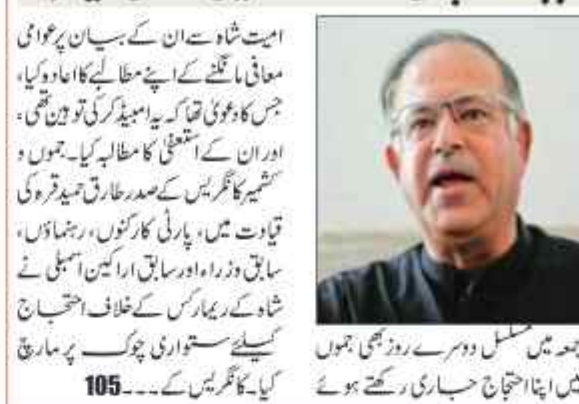 جمعہ میں مسلسل دوسرے روز بھی جموں
میں اپنا احتجاج جاری رکھتے ہوئے
امیت شاہ سے ان کے بیان پر عوامی
معافی مانگنے کے اپنے مطالبے کا اعادہ کیا،
جس کا دعویٰ تھا کہ یہ امبیڈکر کی توہین تھی،
اور ان کے استعفیٰ کا مطالبہ کیا۔ جموں و
کشمیر کانگریس کے صدر طارق حمید قرہ کی
قیادت میں، پارٹی کارکنوں، رہنماؤں،
سابق وزراء اور سابق اراکین اسمبلی نے
شاہ کے ریمارکس کے خلاف احتجاج
کیلئے ستواری چوک پر مارچ
کیا۔ کانگریس کے ---105